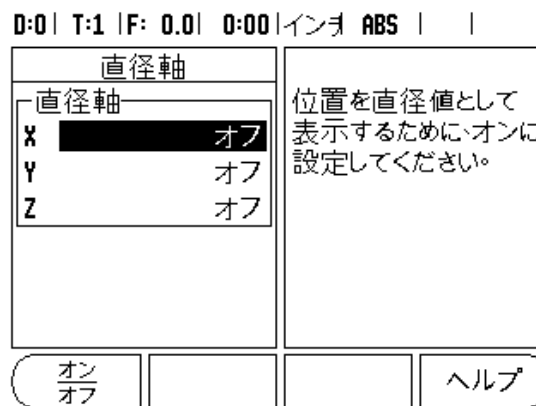 D:0 | T:1 | F: 0.0 | 0:00 | インチ ABS | |
直径軸
直径軸
X オフ
Y オフ
Z オフ
位置を直径値として
表示するために、オンに
設定してください。
オン
オフ
ヘルプ